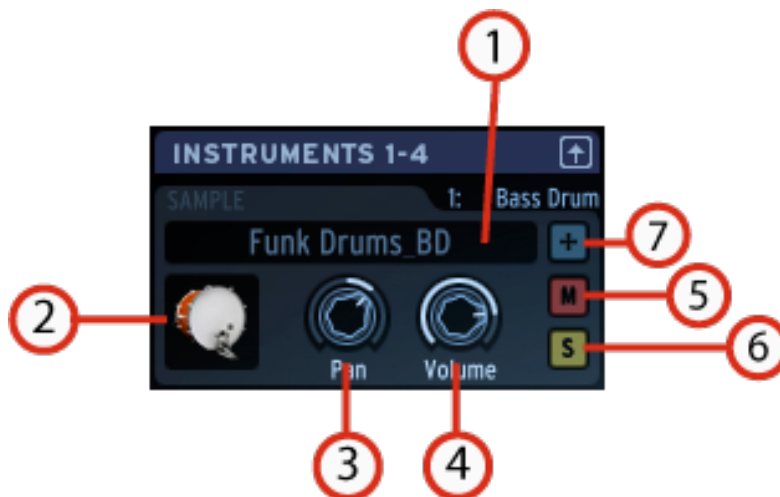 1
INSTRUMENTS 1-4
SAMPLE 1: Bass Drum
Funk Drums_BD + 7
2 M 5
S 6
Pan Volume
3 4